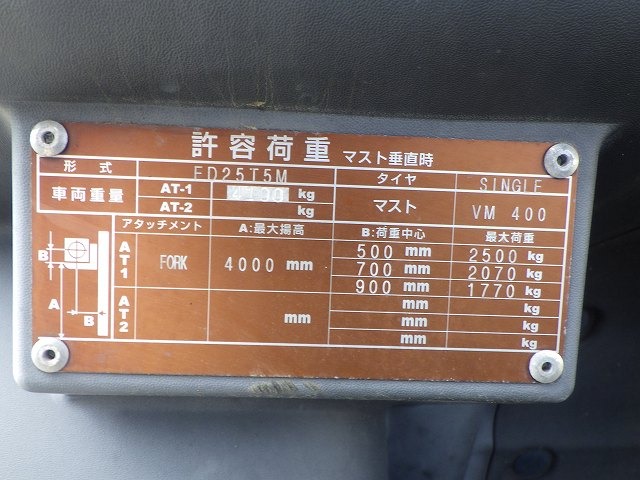 許容荷重 マスト垂直時
形式 FD25T5M タイヤ SINGLE
車両重量 AT-1 kg マスト VM 400
AT-2 kg
アタッチメント A:最大揚高 B:荷重中心 最大荷重
AT1 FORK 4000 mm 500 mm 2500 kg
700 mm 2070 kg
900 mm 1770 kg
AT2 mm mm kg
mm kg
mm kg
B
A
B